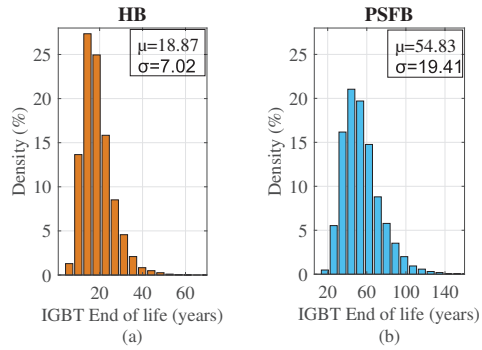 HB
μ=18.87
σ=7.02
25
20
15
10
5
0
Density (%)
20 40 60
IGBT End of life (years)
(a)
PSFB
μ=54.83
σ=19.41
25
20
15
10
5
0
Density (%)
20 60 100 140
IGBT End of life (years)
(b)